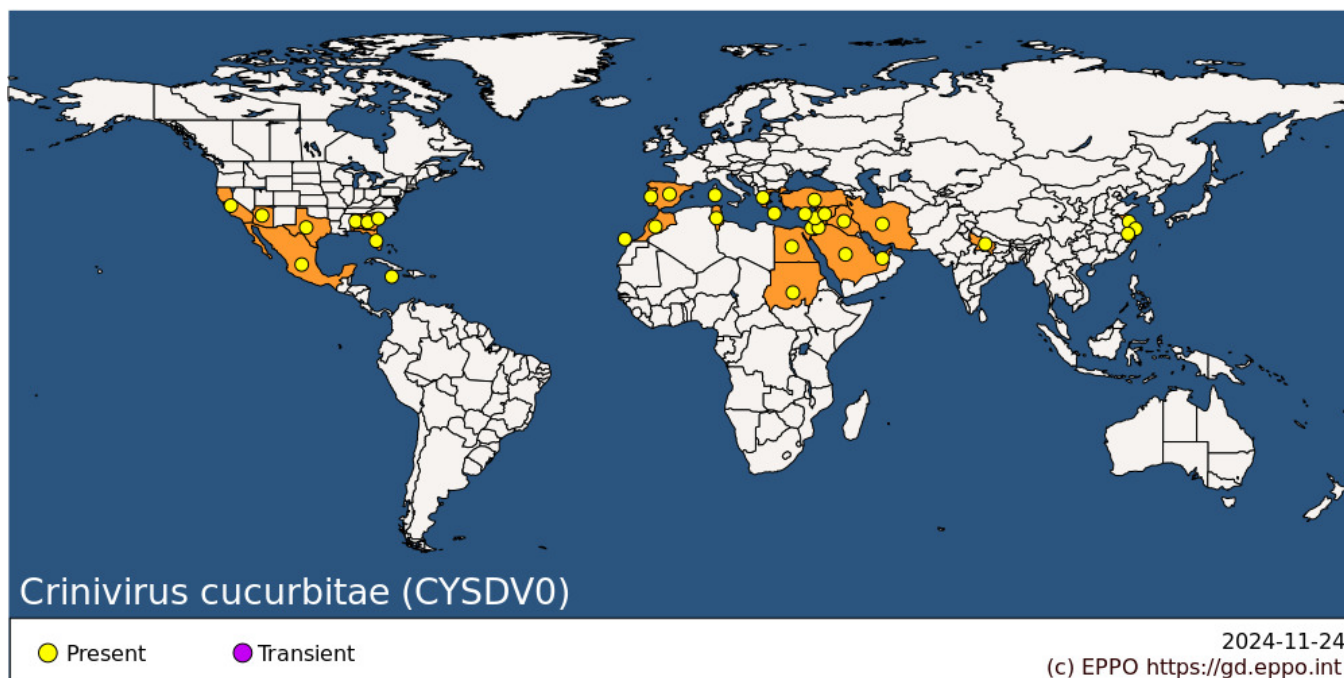 Crinivirus cucurbitae (CYSDV0)
Present
Transient
2024-11-24
(c) EPPO https://gd.eppo.int